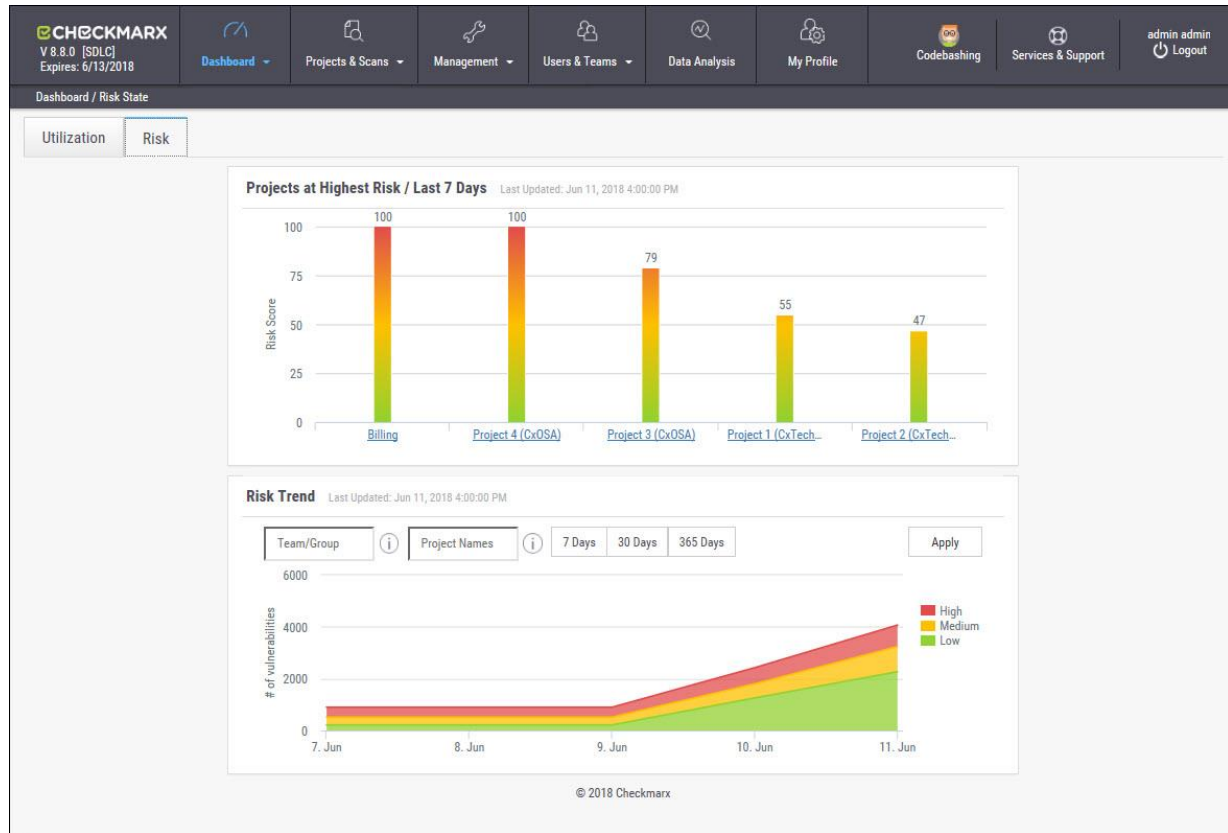 CHECKMARX
V 8.8.0 [SDLC]
Expires: 6/13/2018
Dashboard
Projects & Scans
Management
Users & Teams
Data Analysis
My Profile
Codebashing
Services & Support
admin admin
Logout
Dashboard / Risk State
Utilization
Risk
Projects at Highest Risk / Last 7 Days Last Updated: Jun 11, 2018 4:00:00 PM
Risk Score
100
75
50
25
0
100
100
79
55
47
Billing
Project 4 (CxOSA)
Project 3 (CxOSA)
Project 1 (CxTech...
Project 2 (CxTech...
Risk Trend Last Updated: Jun 11, 2018 4:00:00 PM
Team/Group
i
Project Names
i
7 Days
30 Days
365 Days
Apply
# of vulnerabilities
6000
4000
2000
0
7. Jun
8. Jun
9. Jun
10. Jun
11. Jun
High
Medium
Low
© 2018 Checkmarx